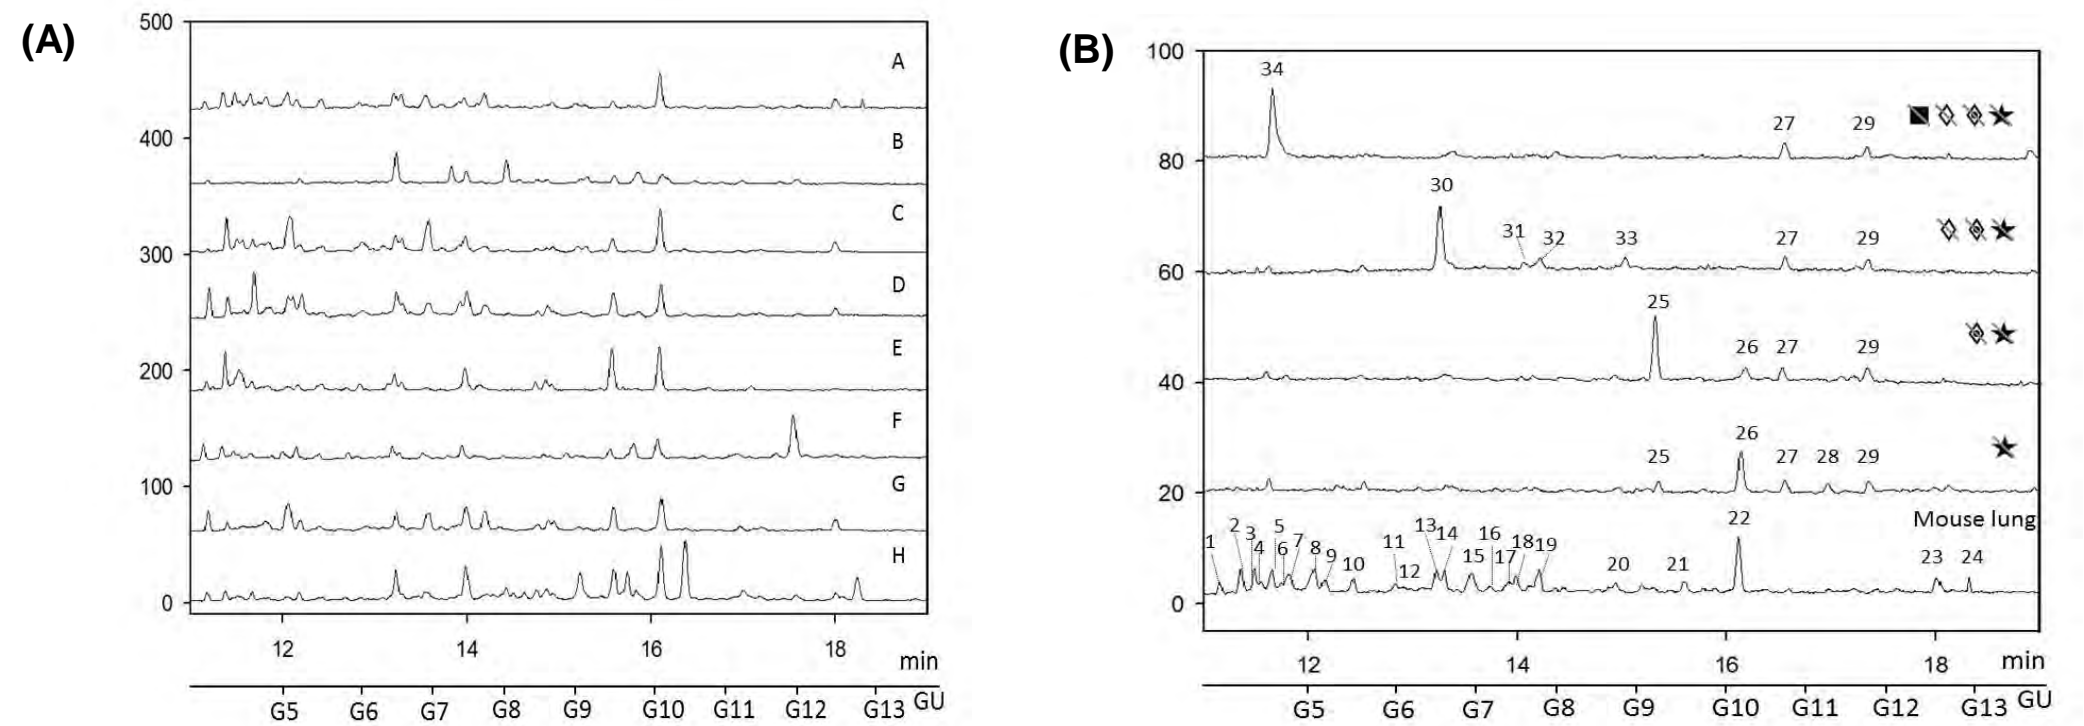 (A)
500
400
300
200
100
0
A
B
C
D
E
F
G
H
12 14 16 18 min
G5 G6 G7 G8 G9 G10 G11 G12 G13 GU
(B)
100
80
60
40
20
0
34 27 29
30 31 32 33 27 29
25 26 27 29
25 26 27 28 29
Mouse lung
1 2 3 4 5 6 7 8 9 10 11 12 13 14 15 16 17 18 19 20 21 22 23 24
12 14 16 18 min
G5 G6 G7 G8 G9 G10 G11 G12 G13 GU